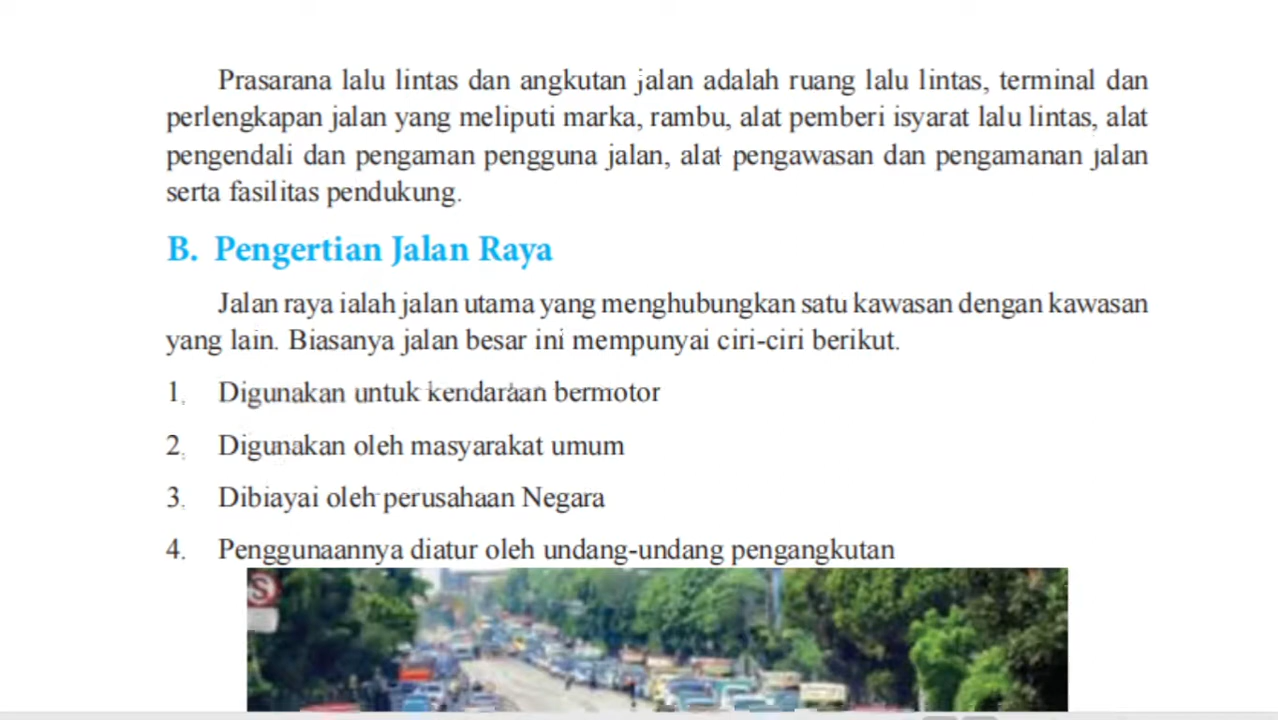 Prasarana lalu lintas dan angkutan jalan adalah ruang lalu lintas, terminal dan
perlengkapan jalan yang meliputi marka, rambu, alat pemberi isyarat lalu lintas, alat
pengendali dan pengaman pengguna jalan, alat pengawasan dan pengamanan jalan
serta fasilitas pendukung.
B. Pengertian Jalan Raya
Jalan raya ialah jalan utama yang menghubungkan satu kawasan dengan kawasan
yang lain. Biasanya jalan besar ini mempunyai ciri-ciri berikut.
1. Digunakan untuk kendaraan bermotor
2. Digunakan oleh masyarakat umum
3. Dibiayai oleh perusahaan Negara
4. Penggunaannya diatur oleh undang-undang pengangkutan
S